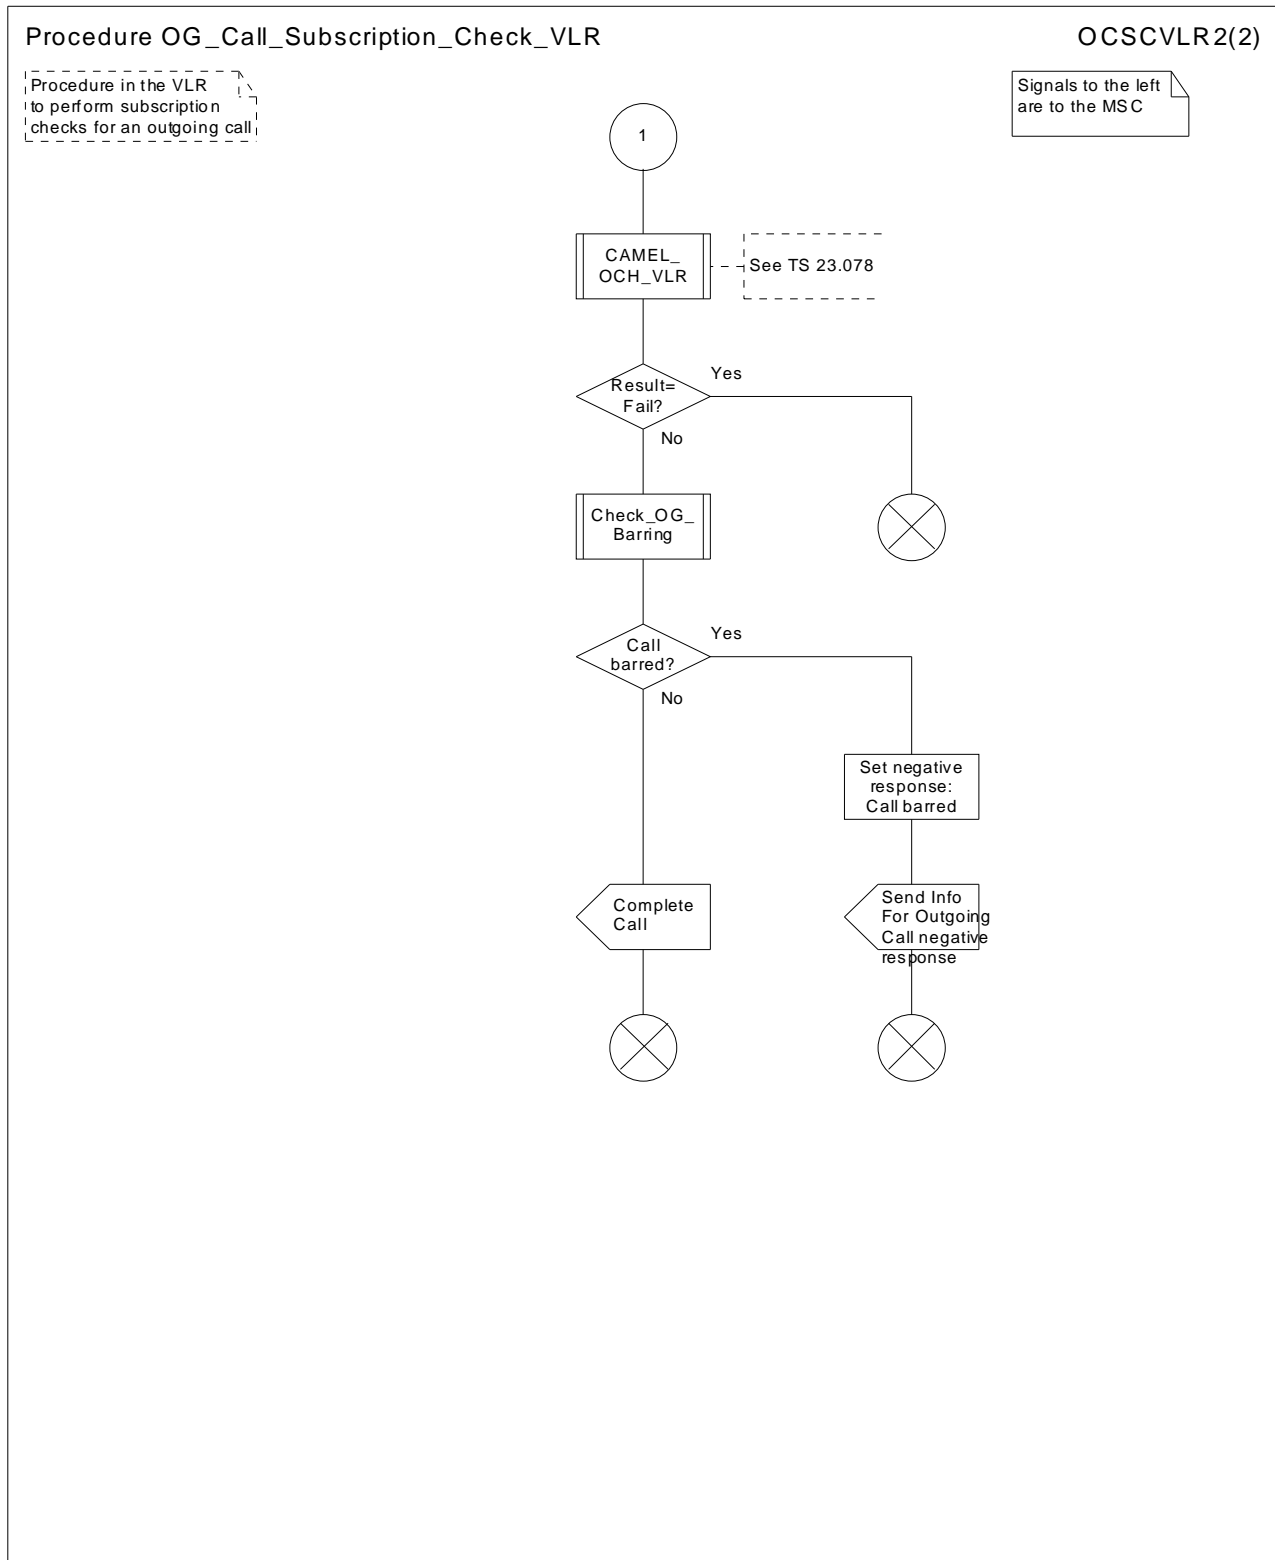 Procedure OG_Call_Subscription_Check_VLR
OCSCVLR2(2)
Procedure in the VLR
to perform subscription
checks for an outgoing call
Signals to the left
are to the MSC
1
CAMEL_
OCH_VLR
See TS 23.078
Result=
Fail?
Yes
No
Check_OG_
Barring
Call
barred?
Yes
No
Set negative
response:
Call barred
Complete
Call
Send Info
For Outgoing
Call negative
response